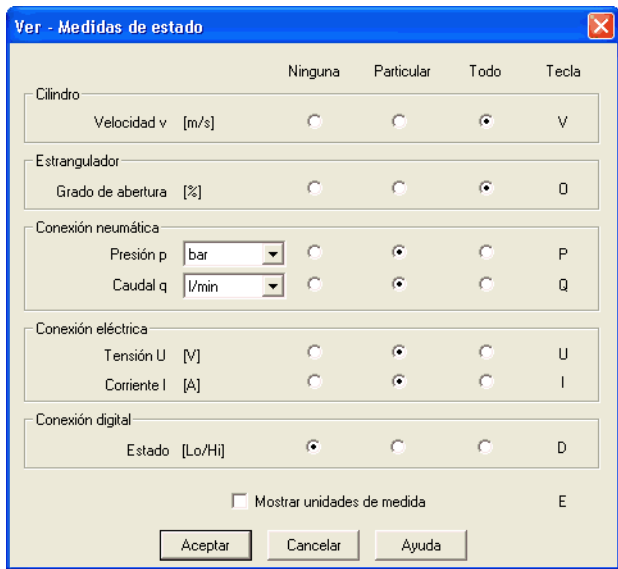 Ver - Medidas de estado
Ninguna Particular Todo Tecla
Cilindro
Velocidad v [m/s] V
Estrangulador
Grado de abertura [%] O
Conexión neumática
Presión p bar P
Caudal q l/min Q
Conexión eléctrica
Tensión U [V] U
Corriente I [A] I
Conexión digital
Estado [Lo/Hi] D
Mostrar unidades de medida E
Aceptar Cancelar Ayuda